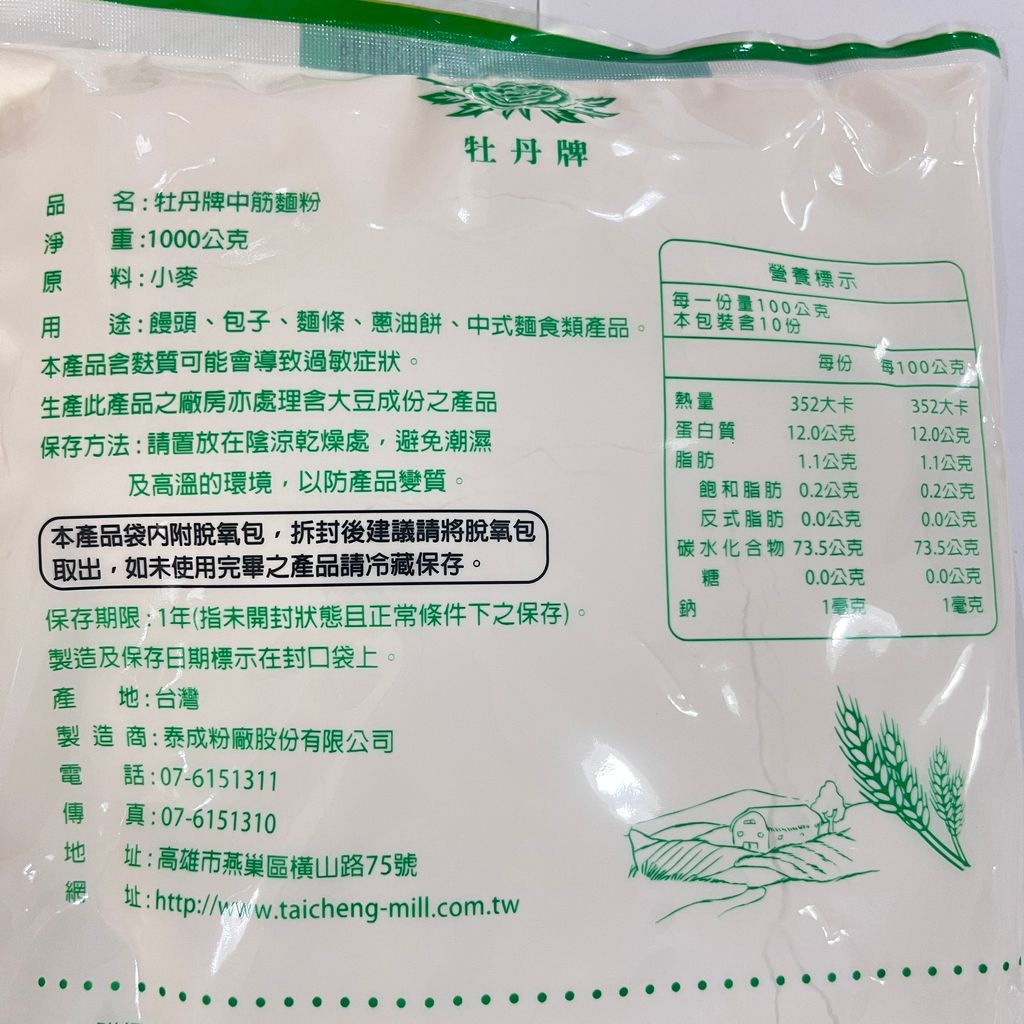 牡丹牌
品 名:牡丹牌中筋麵粉
淨 重:1000公克
原 料:小麥
用 途:饅頭、包子、麵條、蔥油餅、中式麵食類產品。
本產品含麩質可能會導致過敏症狀。
生產此產品之廠房亦處理含大豆成份之產品
保存方法:請置放在陰涼乾燥處,避免潮濕
及高溫的環境,以防產品變質。
本產品袋內附脫氧包,拆封後建議請將脫氧包
取出,如未使用完畢之產品請冷藏保存。
保存期限:1年(指未開封狀態且正常條件下之保存)。
製造及保存日期標示在封口袋上。
產 地:台灣
製造商:泰成粉廠股份有限公司
電 話:07-6151311
傳 真:07-6151310
地 址:高雄市燕巢區橫山路75號
網 址:http://www.taicheng-mill.com.tw
營養標示
每一份量100公克
本包裝含10份
每份 每100公克
熱量 352大卡 352大卡
蛋白質 12.0公克 12.0公克
脂肪 1.1公克 1.1公克
飽和脂肪 0.2公克 0.2公克
反式脂肪 0.0公克 0.0公克
碳水化合物 73.5公克 73.5公克
糖 0.0公克 0.0公克
鈉 1毫克 1毫克